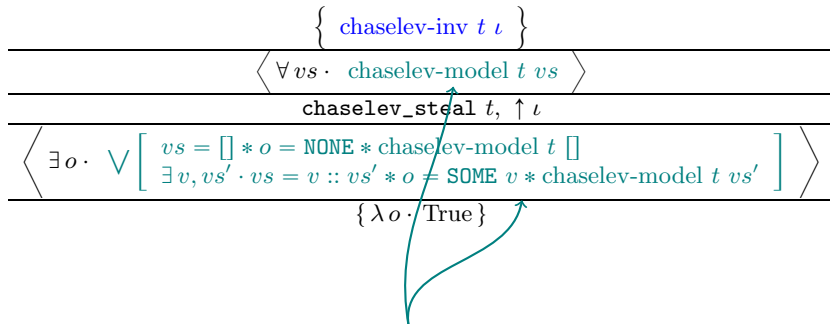 { chaselev-inv t ι }
⟨ ∀ vs · chaselev-model t vs ⟩
chaselev_steal t, ↑ ι
⟨ ∃ o · ⋁ [ vs = [] ∗ o = NONE ∗ chaselev-model t []
∃ v, vs′ · vs = v :: vs′ ∗ o = SOME v ∗ chaselev-model t vs′ ] ⟩
{ λ o · True }